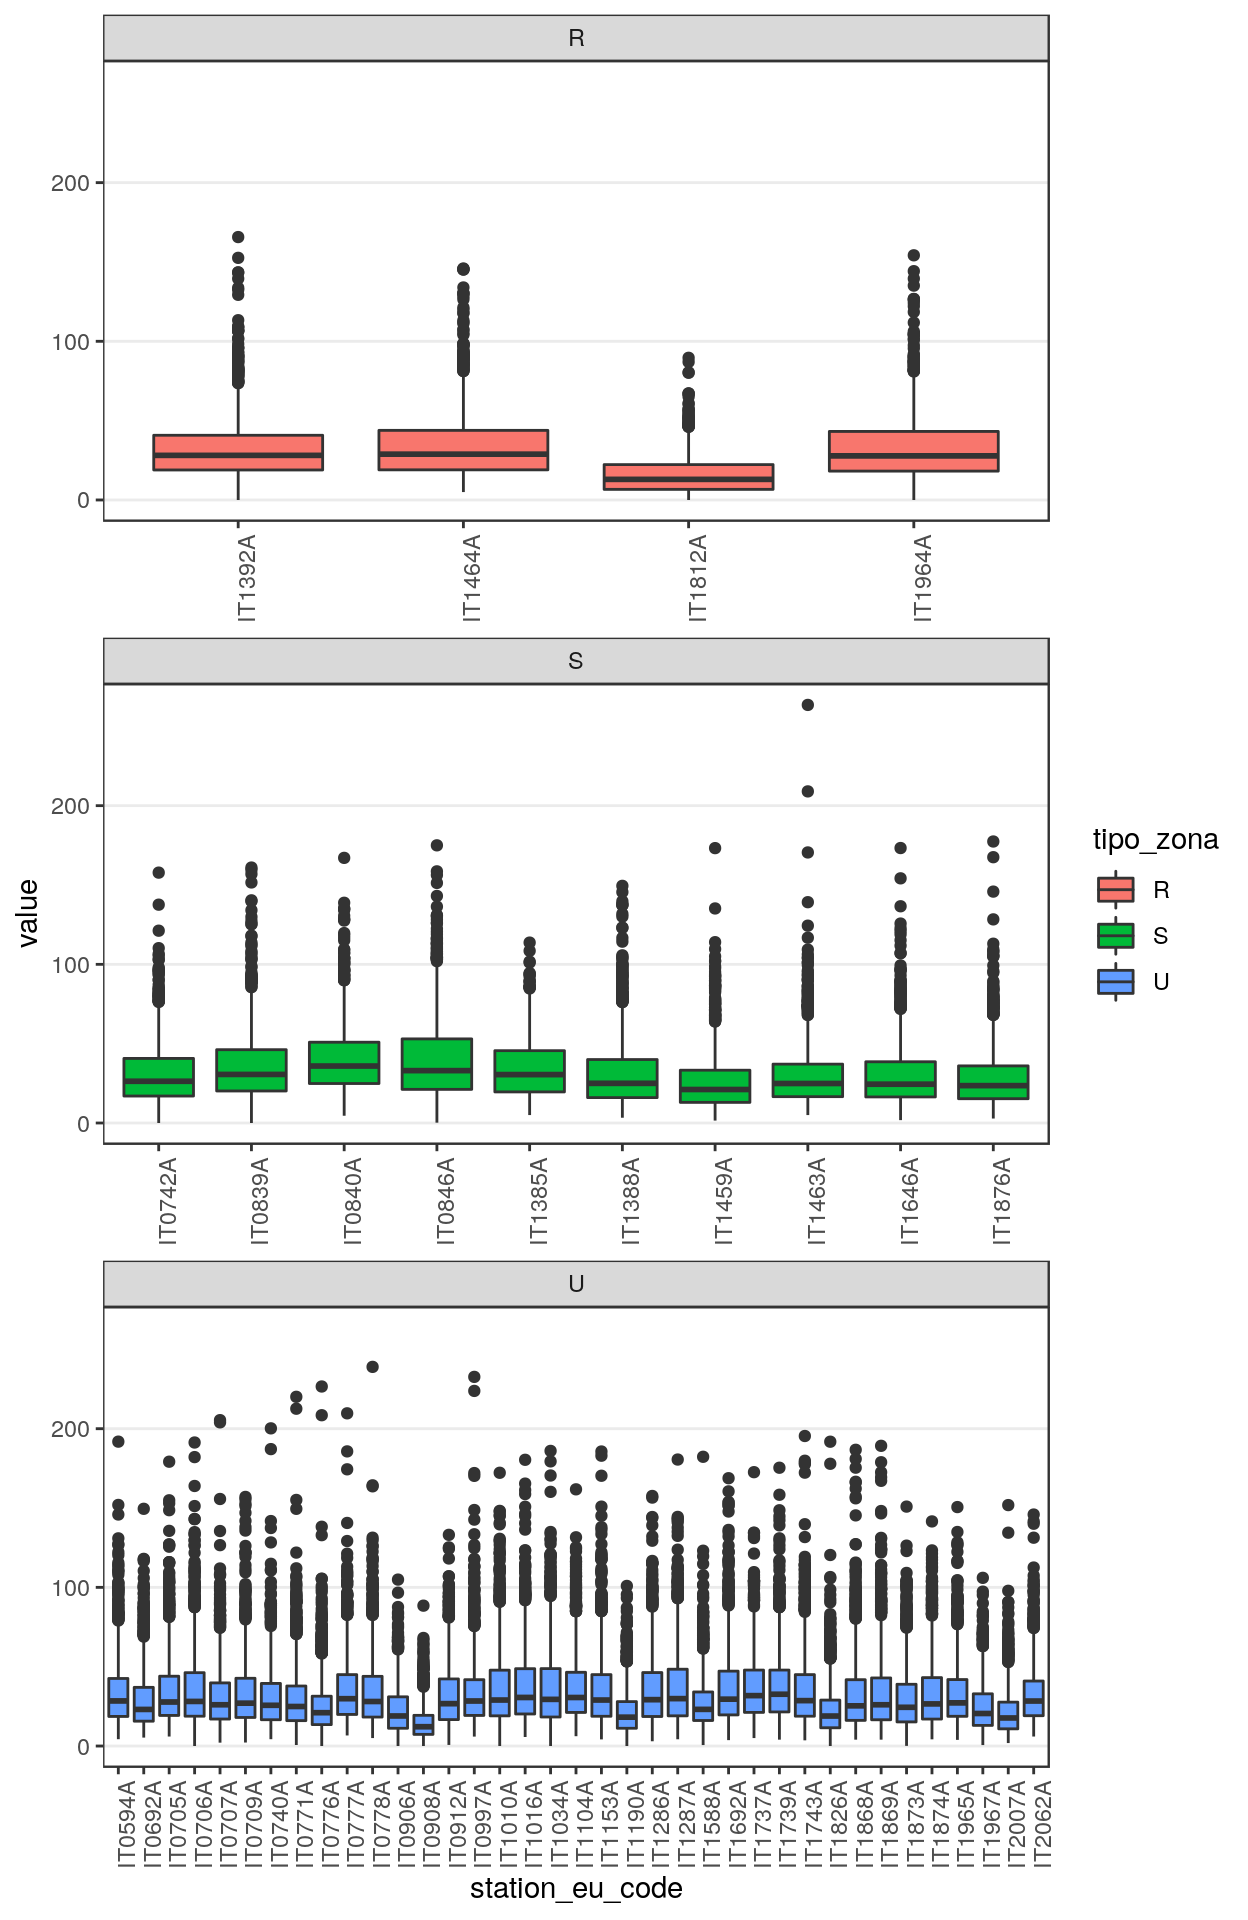 R
200
100
0
IT1392A
IT1464A
IT1812A
IT1964A
S
200
100
0
IT0742A
IT0839A
IT0840A
IT0846A
IT1385A
IT1388A
IT1459A
IT1463A
IT1646A
IT1876A
U
200
100
0
IT0594A
IT0692A
IT0705A
IT0706A
IT0707A
IT0709A
IT0740A
IT0771A
IT0776A
IT0777A
IT0778A
IT0906A
IT0908A
IT0912A
IT0997A
IT1010A
IT1016A
IT1034A
IT1104A
IT1153A
IT1190A
IT1286A
IT1287A
IT1588A
IT1692A
IT1737A
IT1739A
IT1743A
IT1826A
IT1868A
IT1869A
IT1873A
IT1874A
IT1965A
IT1967A
IT2007A
IT2062A
station_eu_code
value
tipo_zona
R
S
U